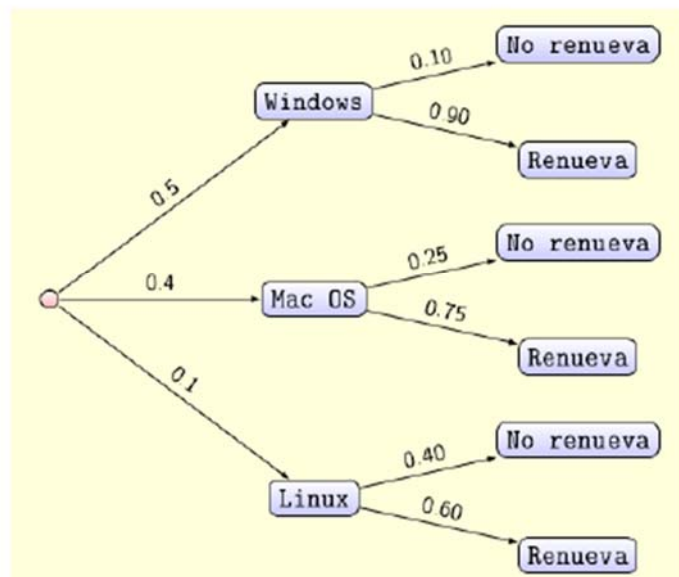 No renueva
0.10
Windows
0.90
Renueva
0.5
No renueva
0.25
0.4
Mac OS
0.75
Renueva
0.1
No renueva
0.40
Linux
0.60
Renueva